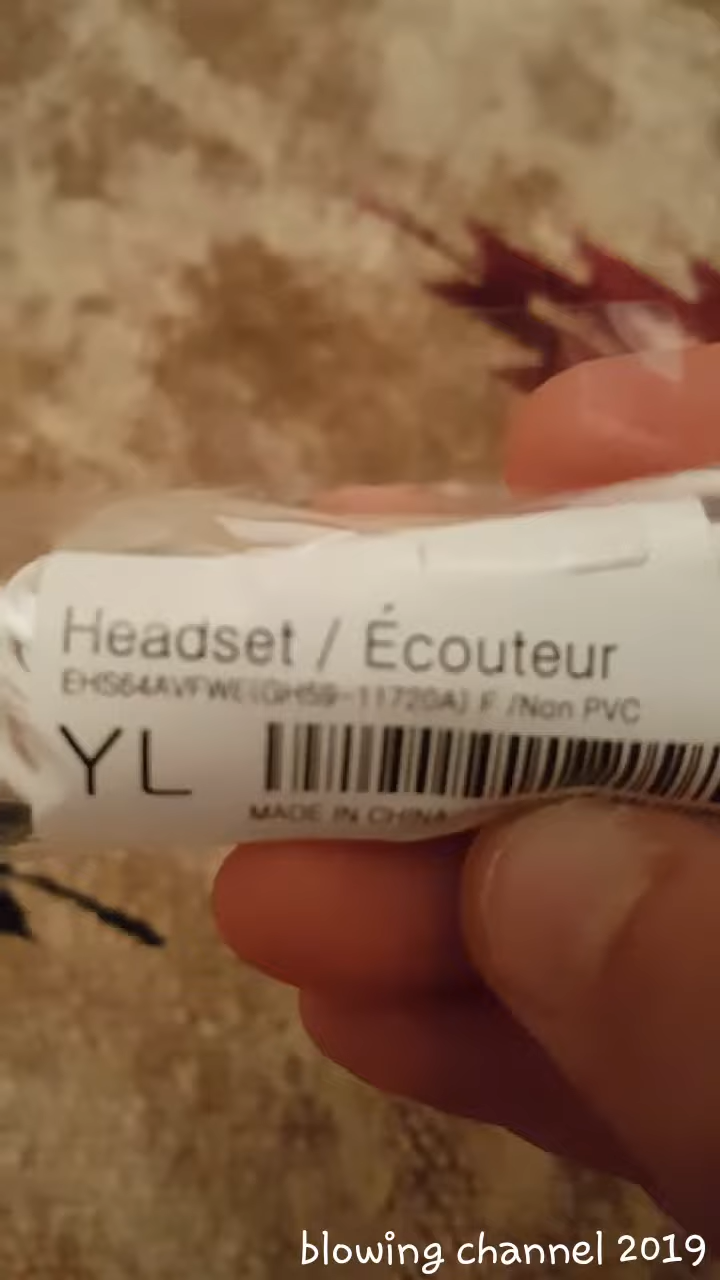 Headset / Écouteur
EHS64AVFWE(GH59-11720A) F /Non PVC
YL
MADE IN CHINA
blowing channel 2019